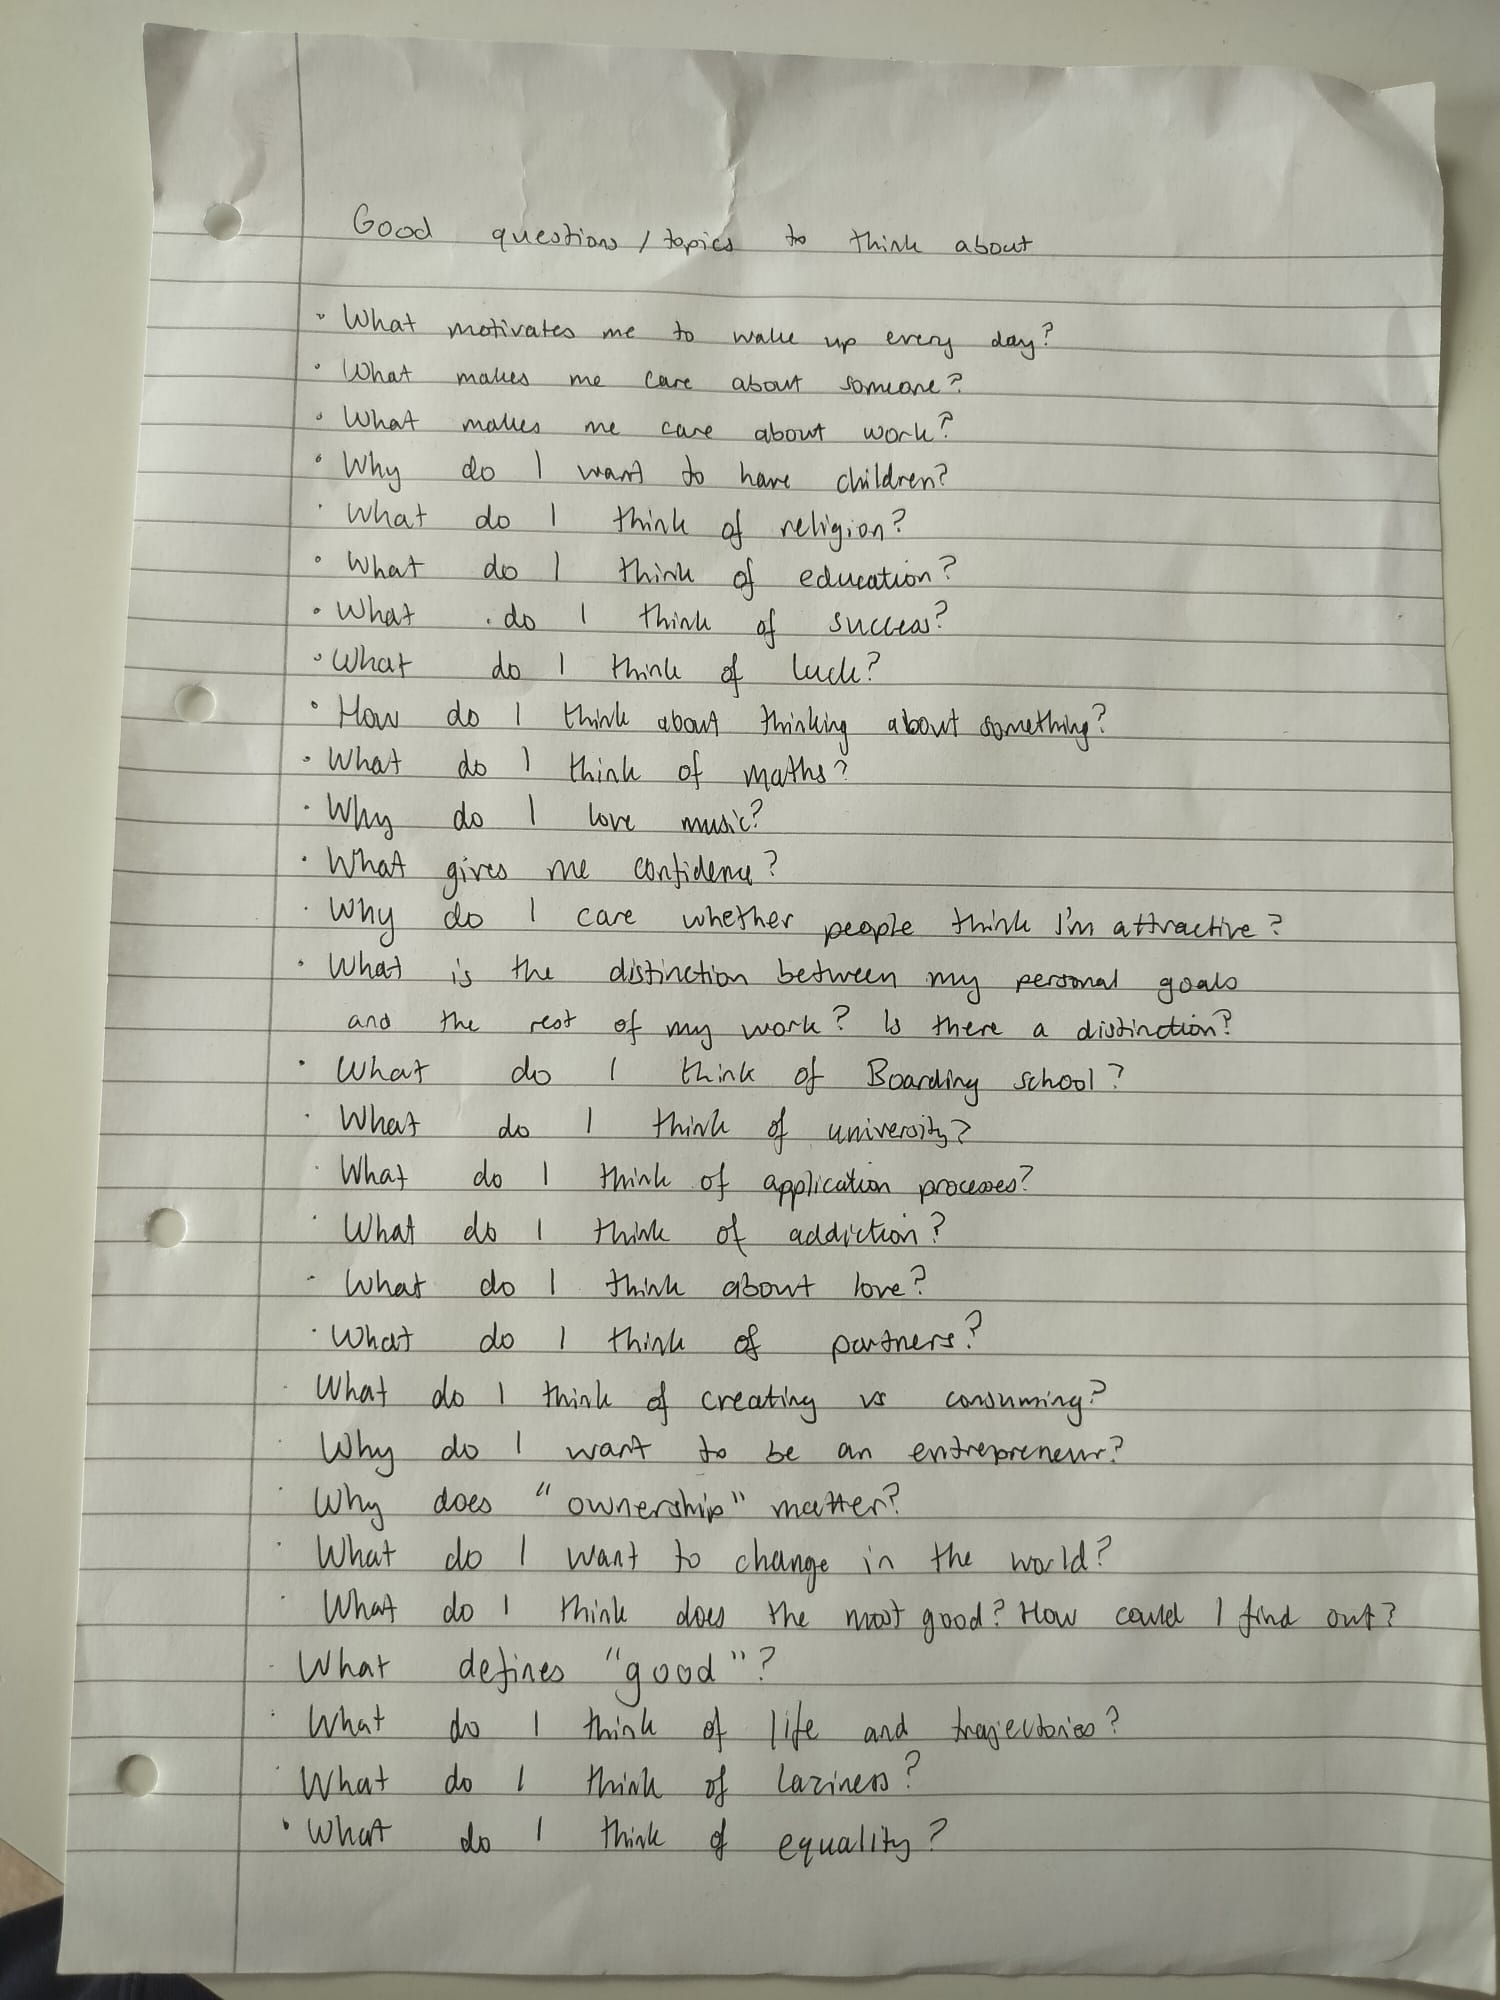 Good questions / topics to think about
• What motivates me to wake up every day?
• What makes me care about someone?
• What makes me care about work?
• Why do I want to have children?
• What do I think of religion?
• What do I think of education?
• What do I think of success?
• What do I think of luck?
• How do I think about thinking about something?
• What do I think of maths?
• Why do I love music?
• What gives me confidence?
• Why do I care whether people think I'm attractive?
• What is the distinction between my personal goals
and the rest of my work? Is there a distinction?
• What do I think of Boarding school?
• What do I think of university?
• What do I think of application processes?
• What do I think of addiction?
• What do I think about love?
• What do I think of partners?
• What do I think of creating vs consuming?
• Why do I want to be an entrepreneur?
• Why does "ownership" matter?
• What do I want to change in the world?
• What do I think does the most good? How could I find out?
• What defines "good"?
• What do I think of life and trajectories?
• What do I think of laziness?
• What do I think of equality?